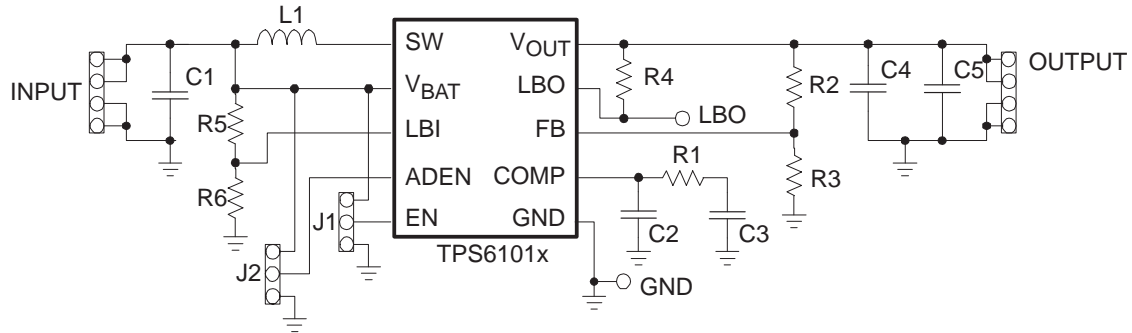 L1
SW
VOUT
C1
INPUT
VBAT
R5
LBI
R6
ADEN
J1
EN
J2
LBO
FB
COMP
GND
TPS6101x
R4
LBO
R2
C4
C5
OUTPUT
R1
R3
C2
C3
GND